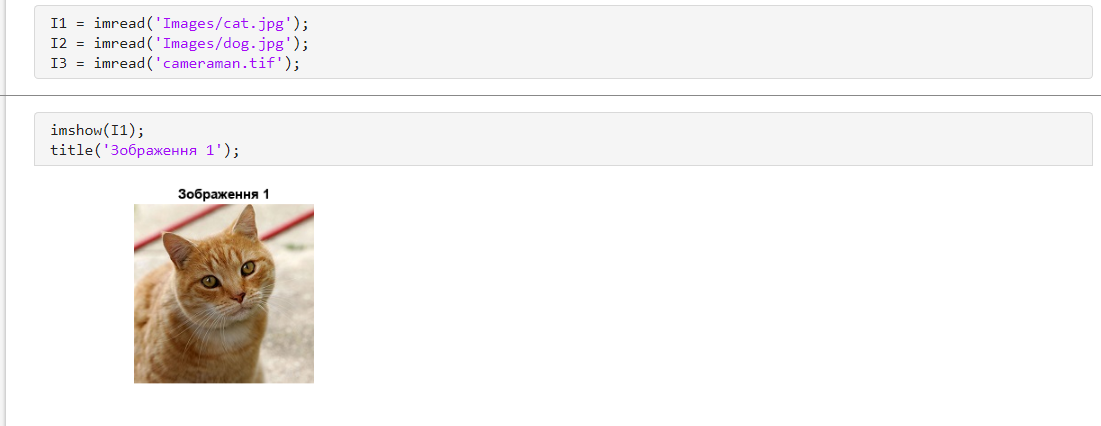 I1 = imread('Images/cat.jpg');
I2 = imread('Images/dog.jpg');
I3 = imread('cameraman.tif');
imshow(I1);
title('Зображення 1');
Зображення 1